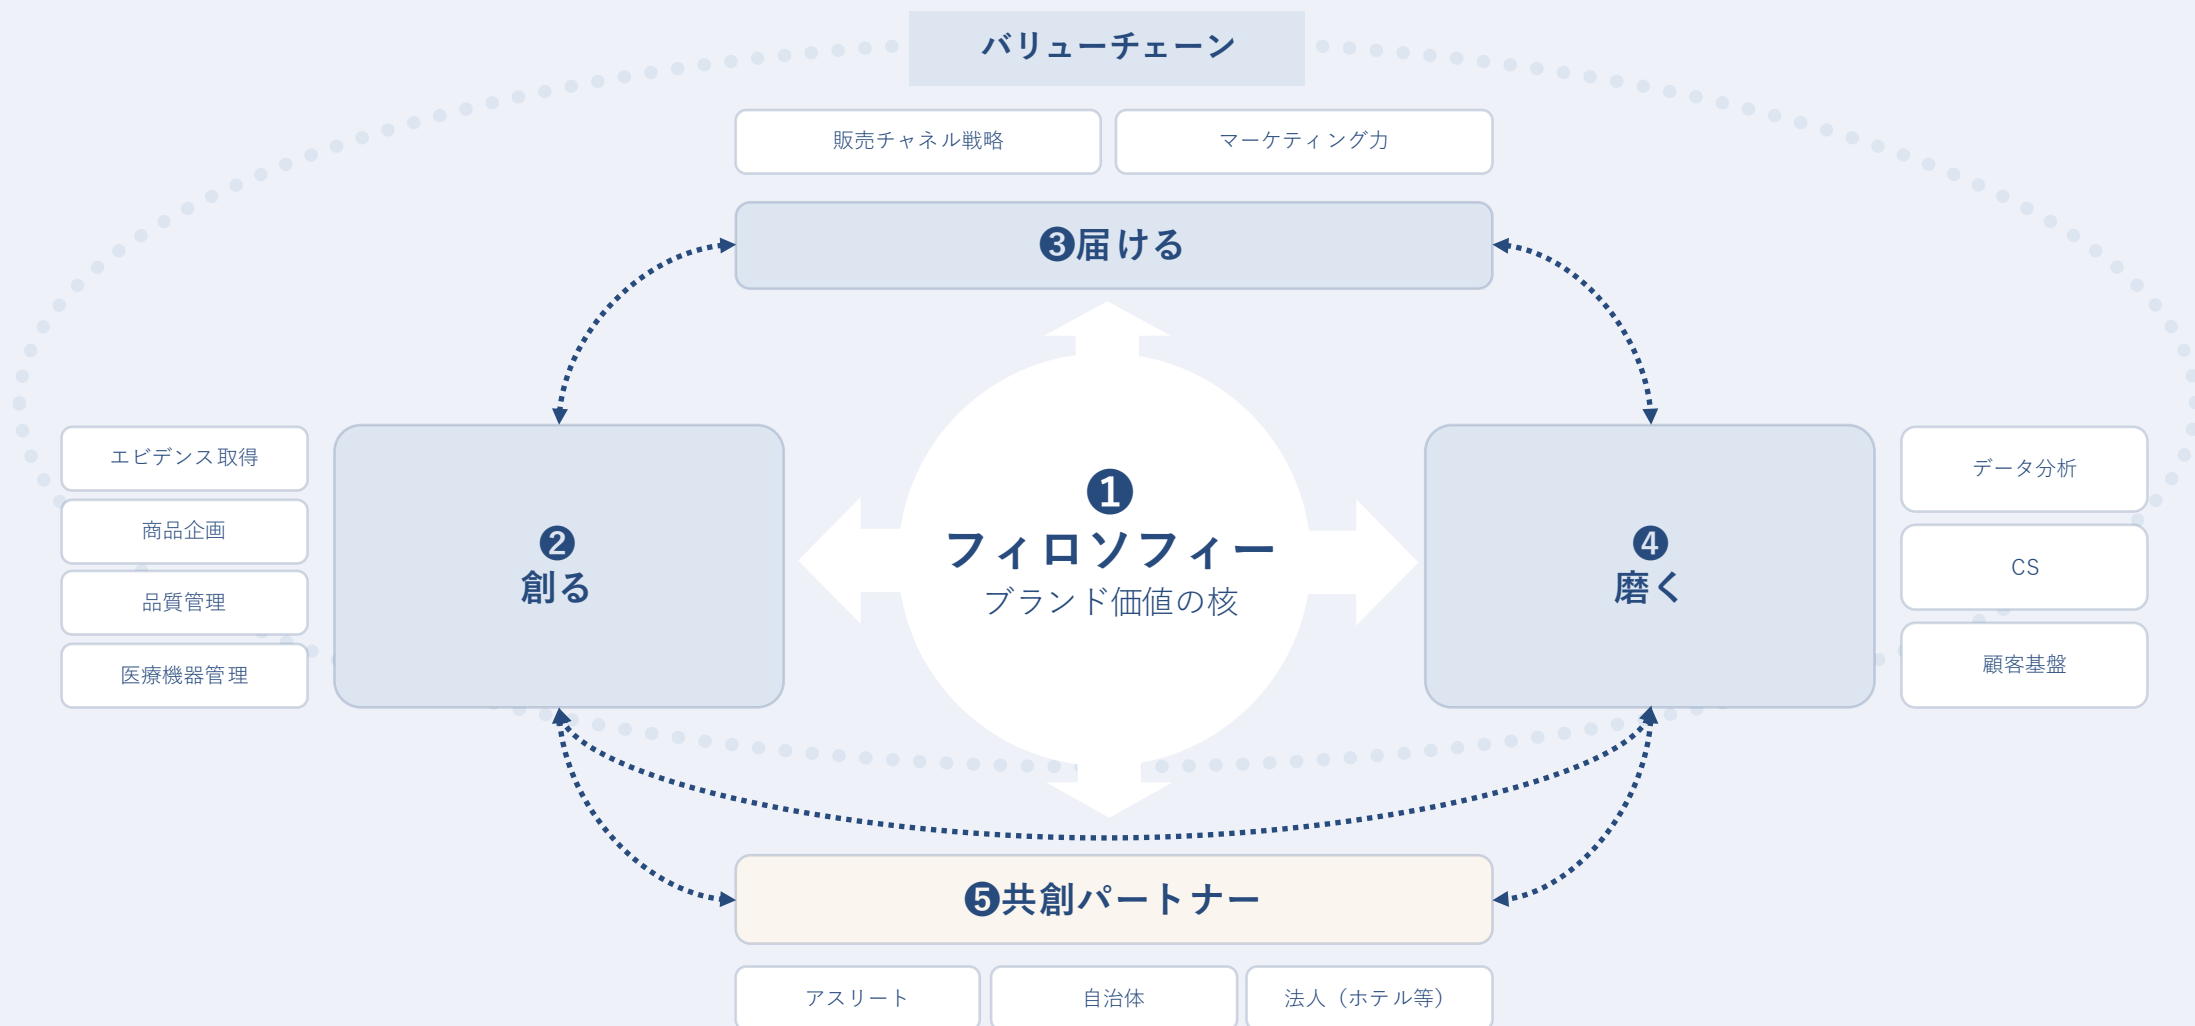 バリューチェーン
販売チャネル戦略
マーケティング力
❸届ける
エビデンス取得
商品企画
品質管理
医療機器管理
❷
創る
❶
フィロソフィー
ブランド価値の核
❹
磨く
データ分析
CS
顧客基盤
❺共創パートナー
アスリート
自治体
法人（ホテル等）